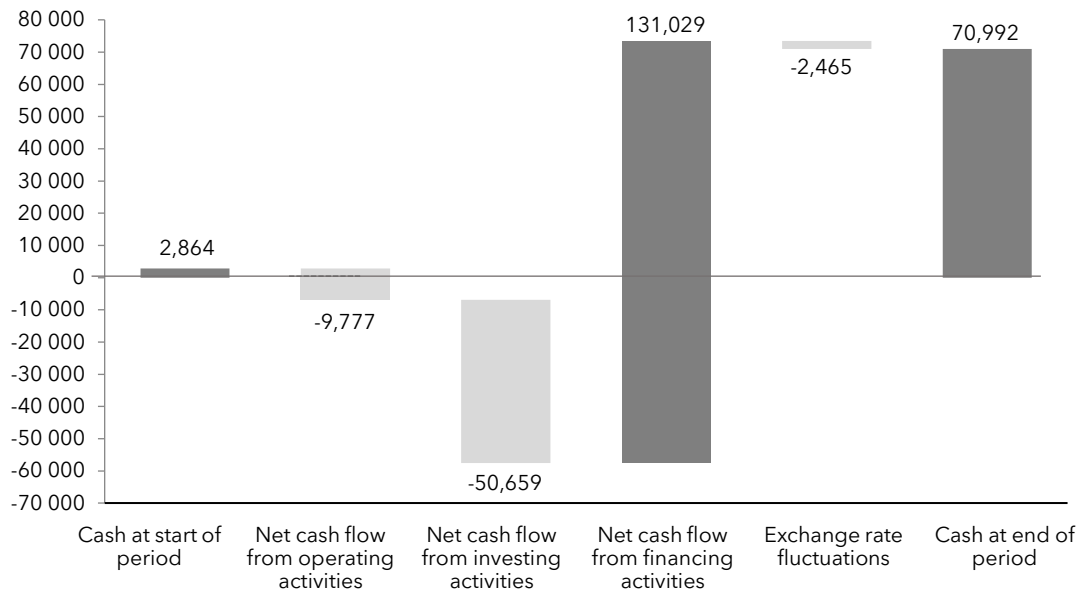 80 000
70 000
60 000
50 000
40 000
30 000
20 000
10 000
0
-10 000
-20 000
-30 000
-40 000
-50 000
-60 000
-70 000
2,864
-9,777
-50,659
131,029
-2,465
70,992
Cash at start of
period
Net cash flow
from operating
activities
Net cash flow
from investing
activities
Net cash flow
from financing
activities
Exchange rate
fluctuations
Cash at end of
period